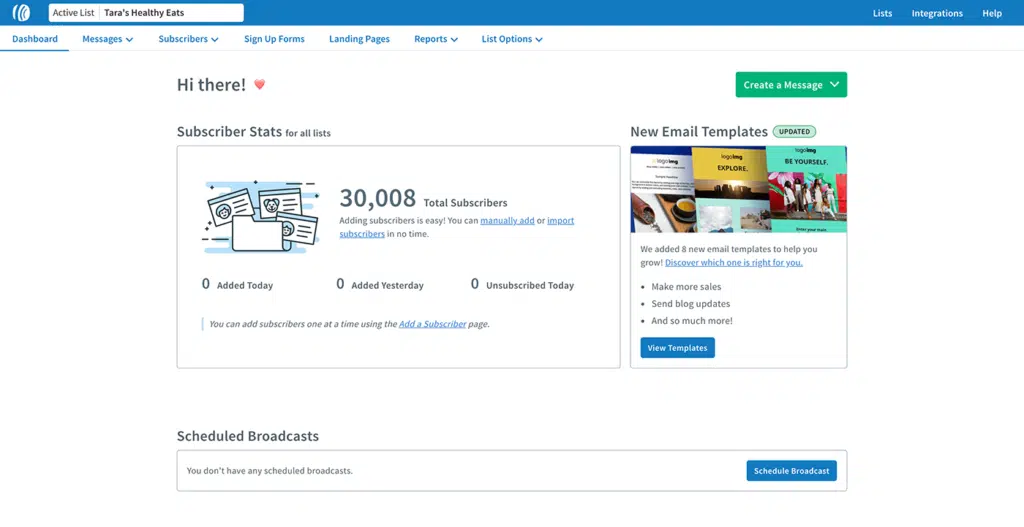 Active List Tara's Healthy Eats
Lists Integrations Help
Dashboard Messages Subscribers Sign Up Forms Landing Pages Reports List Options
Hi there!
Create a Message
Subscriber Stats for all lists
30,008 Total Subscribers
Adding subscribers is easy! You can manually add or import
subscribers in no time.
0 Added Today
0 Added Yesterday
0 Unsubscribed Today
You can add subscribers one at a time using the Add a Subscriber page.
New Email Templates UPDATED
logoimg
logoimg
EXPLORE.
logoimg
BE YOURSELF.
We added 8 new email templates to help you
grow! Discover which one is right for you.
Make more sales
Send blog updates
And so much more!
View Templates
Scheduled Broadcasts
You don't have any scheduled broadcasts.
Schedule Broadcast